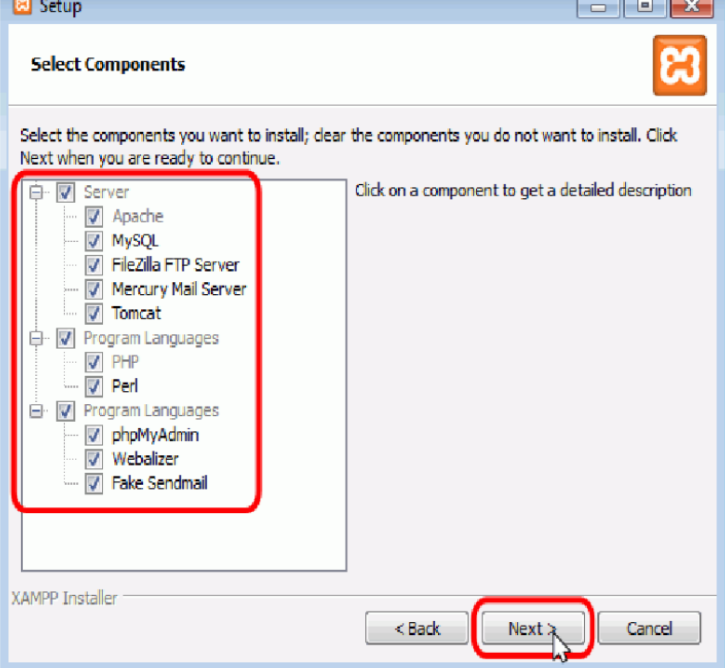 Setup
Select Components
Select the components you want to install; clear the components you do not want to install. Click
Next when you are ready to continue.
Server
Apache
MySQL
FileZilla FTP Server
Mercury Mail Server
Tomcat
Program Languages
PHP
Perl
Program Languages
phpMyAdmin
Webalizer
Fake Sendmail
Click on a component to get a detailed description
XAMPP Installer
< Back
Next >
Cancel